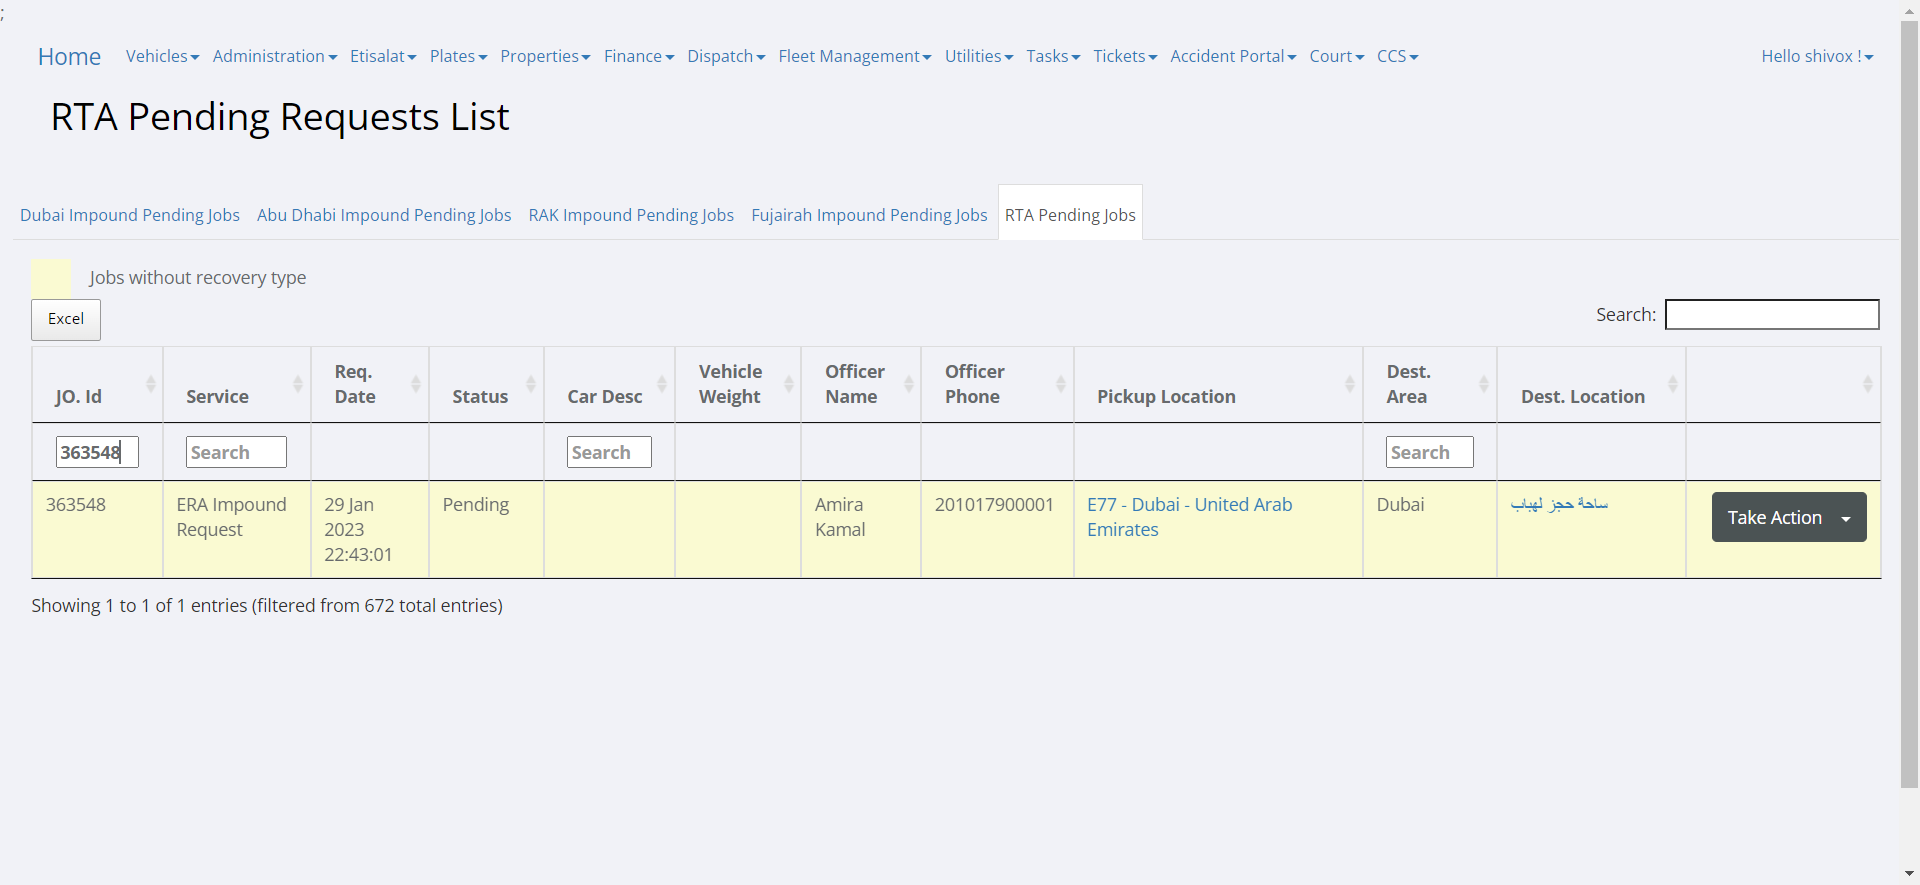 ;
Home Vehicles Administration Etisalat Plates Properties Finance Dispatch Fleet Management Utilities Tasks Tickets Accident Portal Court CCS Hello shivox !
RTA Pending Requests List
Dubai Impound Pending Jobs Abu Dhabi Impound Pending Jobs RAK Impound Pending Jobs Fujairah Impound Pending Jobs RTA Pending Jobs
Jobs without recovery type
Excel Search:
JO. Id Service Req. Date Status Car Desc Vehicle Weight Officer Name Officer Phone Pickup Location Dest. Area Dest. Location
363548 Search Search Search
363548 ERA Impound Request 29 Jan 2023 22:43:01 Pending Amira Kamal 201017900001 E77 - Dubai - United Arab Emirates Dubai ساحة حجز لهباب Take Action
Showing 1 to 1 of 1 entries (filtered from 672 total entries)